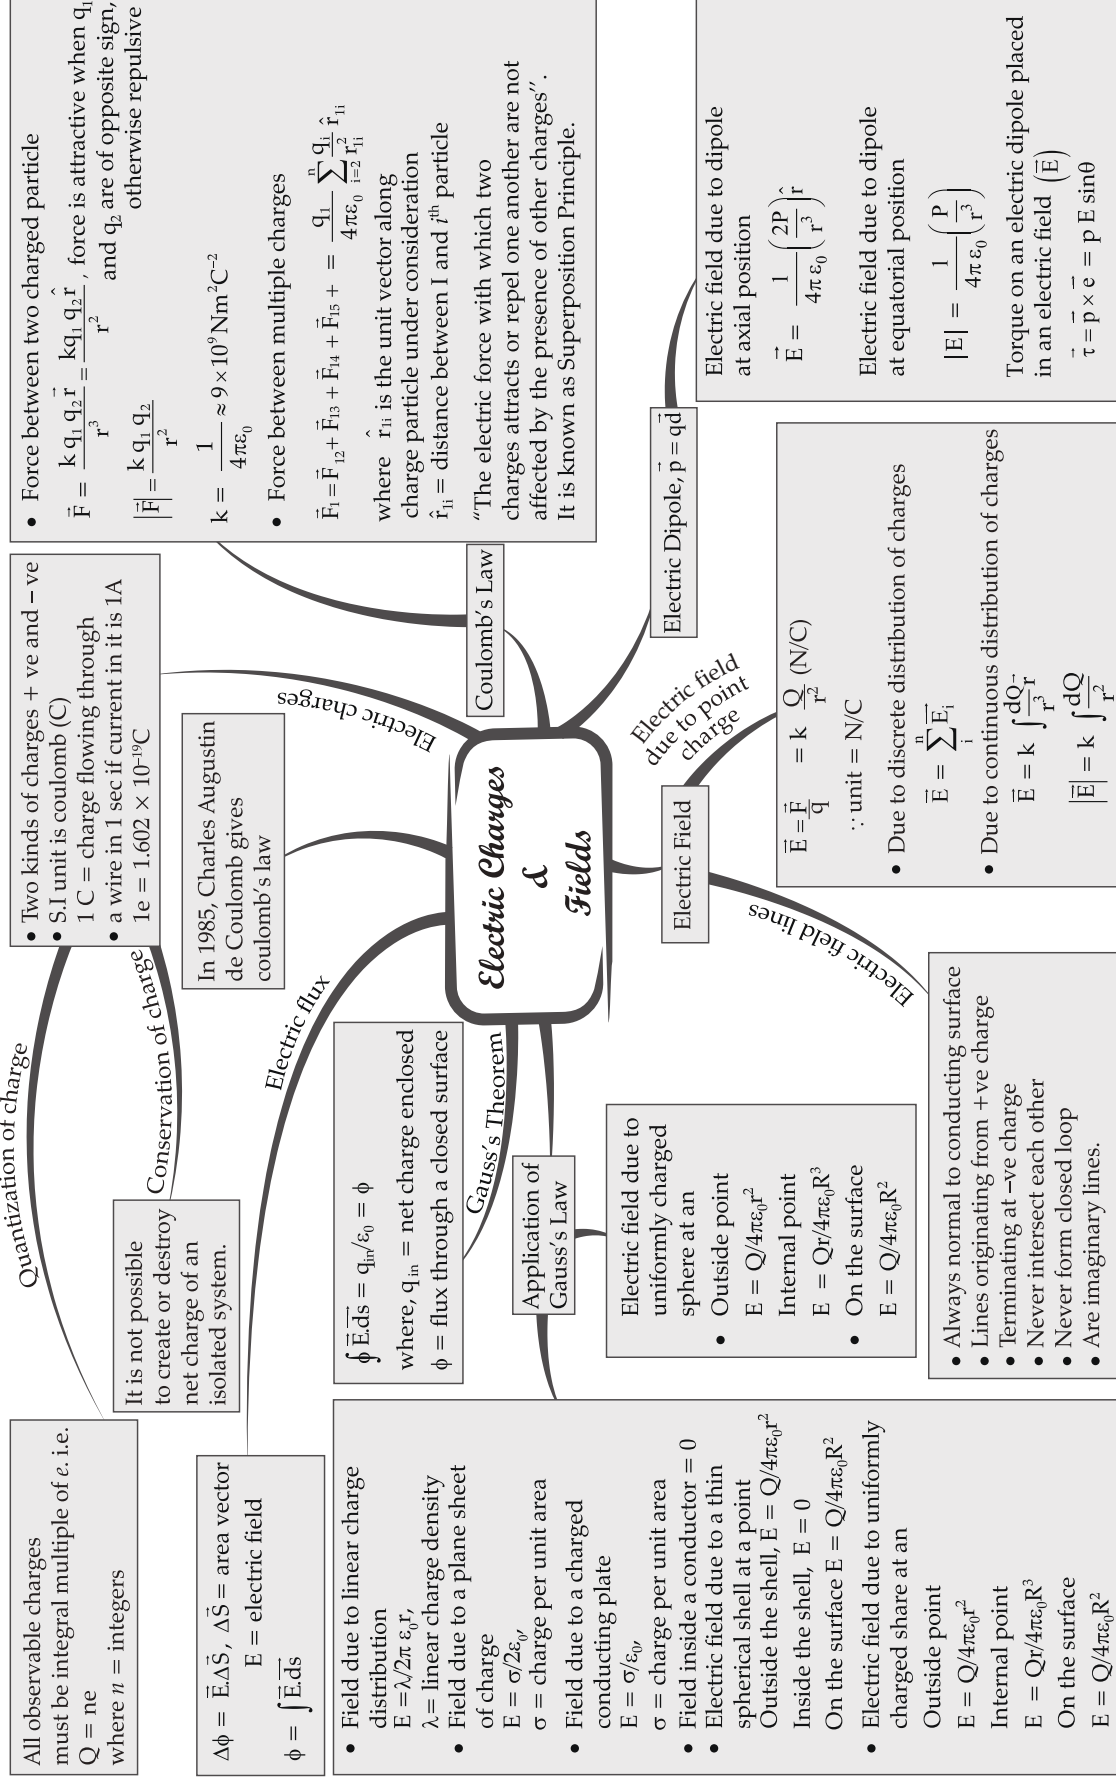 Electric Charges
&
Fields
Electric charges
• Two kinds of charges + ve and – ve
• S.I unit is coulomb (C)
1 C = charge flowing through
• a wire in 1 sec if current in it is 1A
1e = 1.602 × 10⁻¹⁹C
Quantization of charge
All observable charges
must be integral multiple of e. i.e.
Q = ne
where n = integers
Conservation of charge
It is not possible
to create or destroy
net charge of an
isolated system.
In 1985, Charles Augustin
de Coulomb gives
coulomb's law
Electric flux
Δϕ = E⃗.ΔS⃗ , ΔS⃗ = area vector
E = electric field
ϕ = ∫E⃗.ds⃗
Gauss's Theorem
∮E⃗.ds⃗ = qᵢₙ/ε₀ = ϕ
where, qᵢₙ = net charge enclosed
ϕ = flux through a closed surface
Application of
Gauss's Law
Electric field due to
uniformly charged
sphere at an
• Outside point
E = Q/4πε₀r²
Internal point
E = Qr/4πε₀R³
• On the surface
E = Q/4πε₀R²
• Field due to linear charge
distribution
E = λ/2π ε₀r,
λ= linear charge density
• Field due to a plane sheet
of charge
E = σ/2ε₀,
σ = charge per unit area
• Field due to a charged
conducting plate
E = σ/ε₀,
σ = charge per unit area
• Field inside a conductor = 0
• Electric field due to a thin
spherical shell at a point
Outside the shell, E = Q/4πε₀r²
Inside the shell, E = 0
On the surface E = Q/4πε₀R²
• Electric field due to uniformly
charged share at an
Outside point
E = Q/4πε₀r²
Internal point
E = Qr/4πε₀R³
On the surface
E = Q/4πε₀R²
Coulomb's Law
• Force between two charged particle
F⃗ = k q₁ q₂r⃗/r³ = kq₁ q₂r̂/r² , force is attractive when q₁
and q₂ are of opposite sign,
otherwise repulsive
|F⃗| = k q₁ q₂/r²
k = 1/4πε₀ ≈ 9×10⁹Nm²C⁻²
• Force between multiple charges
F⃗₁ = F⃗₁₂ + F⃗₁₃ + F⃗₁₄ + F⃗₁₅ + = q₁/4πε₀ ∑ⁿᵢ₌₂ qᵢ/r²₁ᵢ r̂₁ᵢ
where r̂₁ᵢ is the unit vector along
charge particle under consideration
r̂₁ᵢ = distance between I and iᵗʰ particle
“The electric force with which two
charges attracts or repel one another are not
affected by the presence of other charges”.
It is known as Superposition Principle.
Electric Dipole, p⃗ = qd⃗
Electric field due to dipole
at axial position
E⃗ = 1/4π ε₀ (2P/r³) r̂
Electric field due to dipole
at equatorial position
|E| = 1/4π ε₀ (P/r³)
Torque on an electric dipole placed
in an electric field (E⃗)
τ⃗ = p⃗ × e⃗ = p E sinθ
Electric Field
Electric field
due to point
charge
E⃗ = F⃗/q = k Q/r² (N/C)
∵ unit = N/C
• Due to discrete distribution of charges
E⃗ = ∑ⁿᵢ E⃗ᵢ
• Due to continuous distribution of charges
E⃗ = k ∫dQ/r³ r⃗
|E⃗| = k ∫dQ/r²
Electric field lines
• Always normal to conducting surface
• Lines originating from +ve charge
• Terminating at –ve charge
• Never intersect each other
• Never form closed loop
• Are imaginary lines.